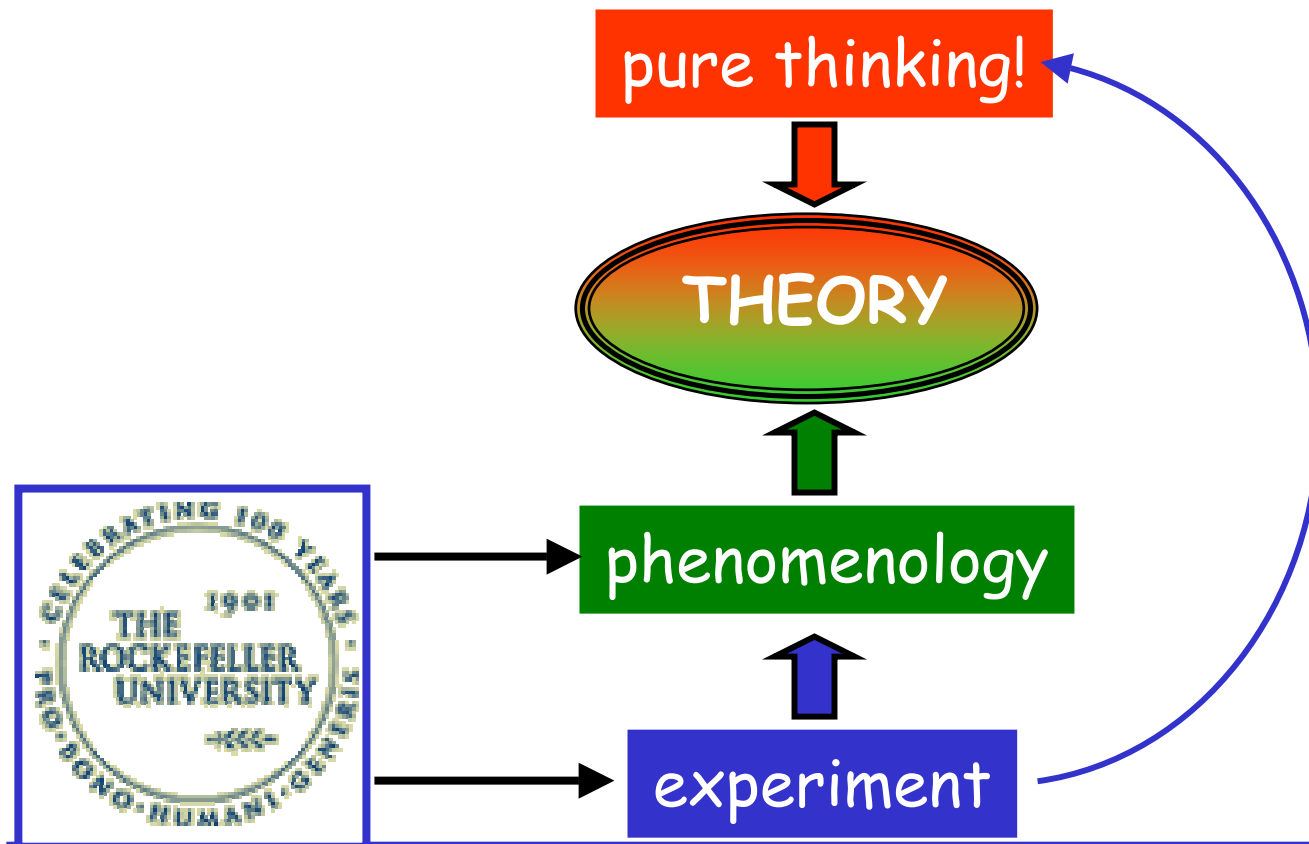 pure thinking!
THEORY
phenomenology
experiment
· CELEBRATING 100 YEARS ·
1901
THE
ROCKEFELLER
UNIVERSITY
PRO·BONO·HUMANI·GENERIS